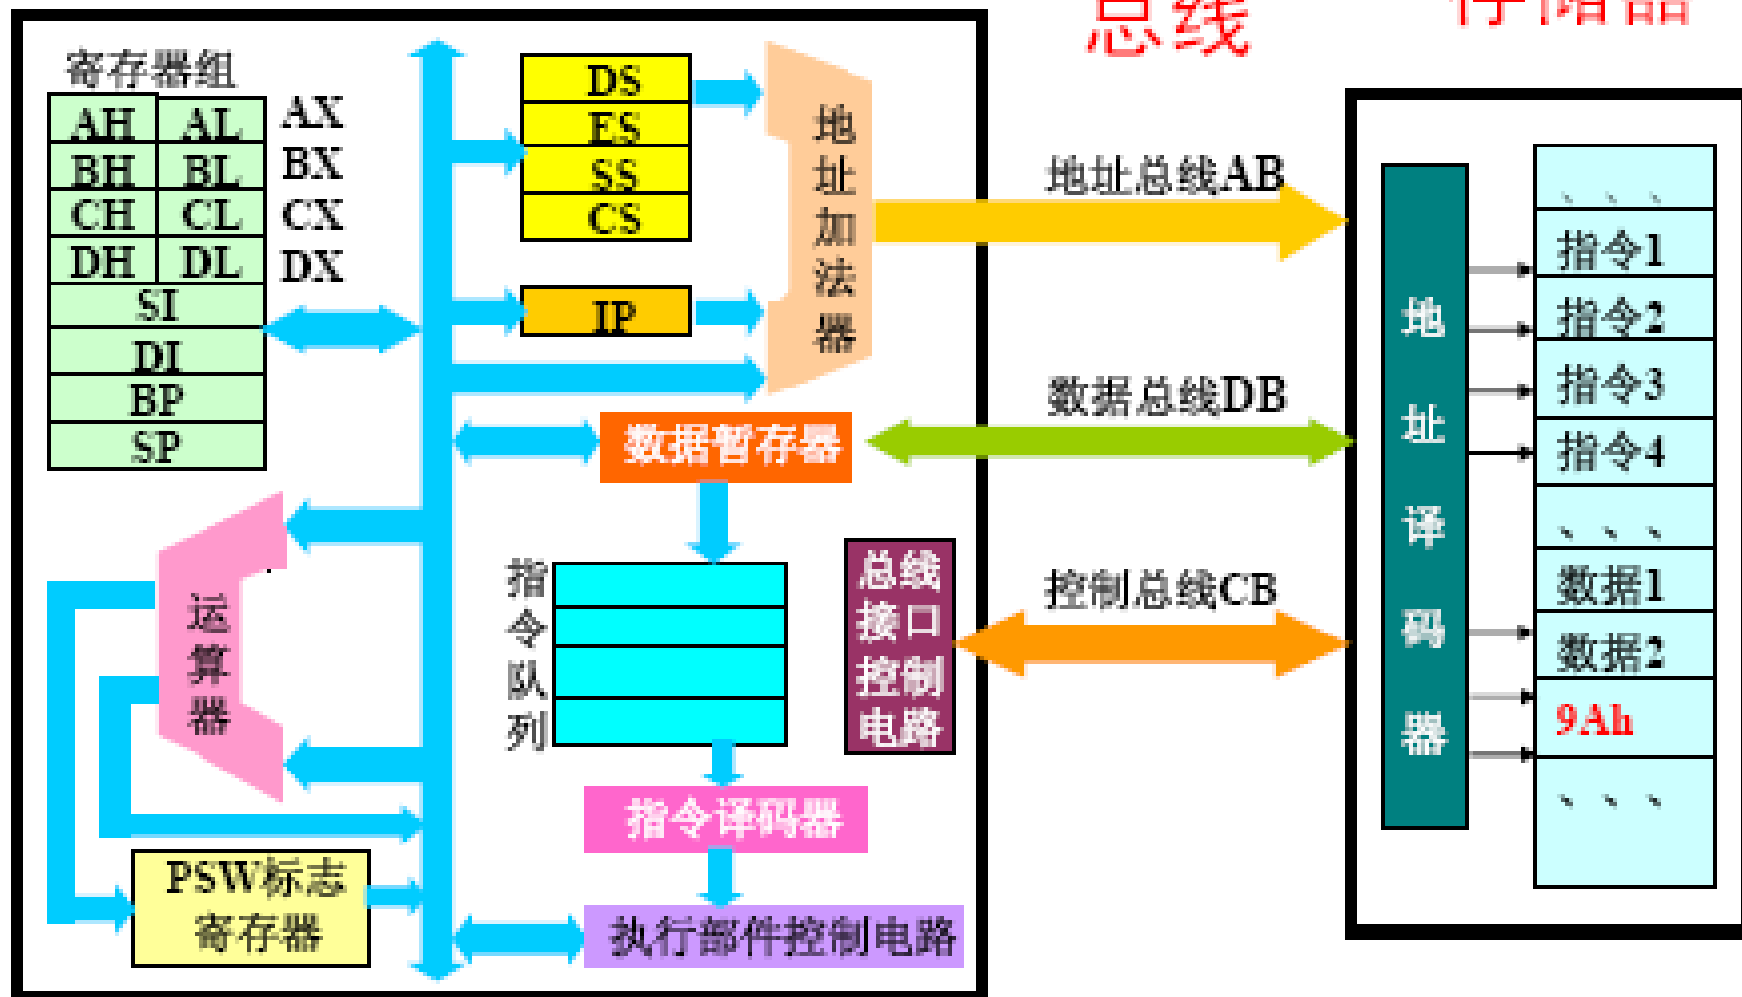 总线
存储器
寄存器组
AH AL AX
BH BL BX
CH CL CX
DH DL DX
SI
DI
BP
SP
DS
ES
SS
CS
IP
地址加法器
地址总线AB
数据总线DB
控制总线CB
数据暂存器
指令队列
总线
接口
控制
电路
运算器
指令译码器
PSW标志
寄存器
执行部件控制电路
地址译码器
、、、
指令1
指令2
指令3
指令4
、、、
数据1
数据2
9Ah
、、、